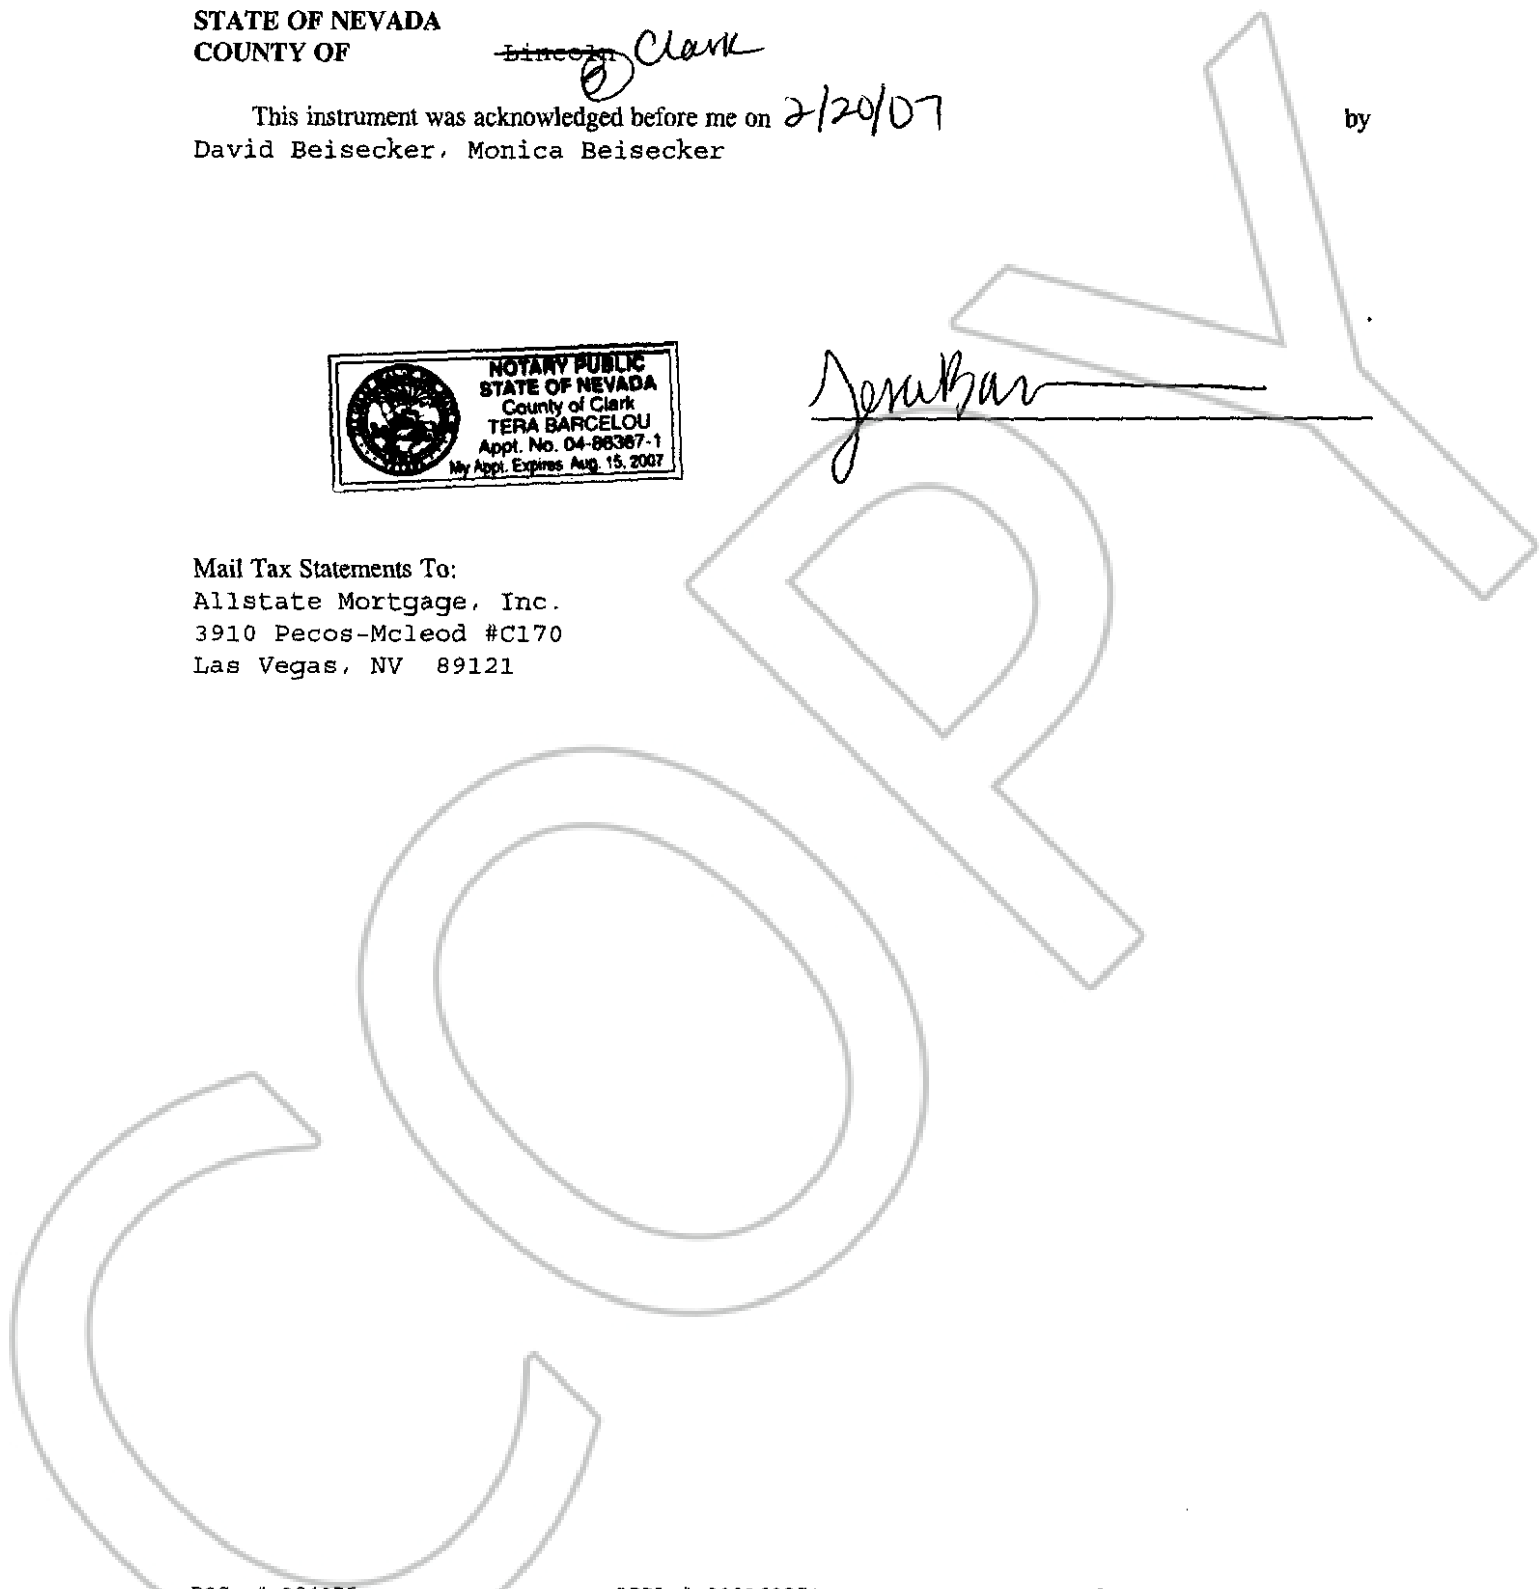 STATE OF NEVADA
COUNTY OF Lincoln Clark
This instrument was acknowledged before me on 2/20/07 by
David Beisecker, Monica Beisecker
NOTARY PUBLIC
STATE OF NEVADA
County of Clark
TERA BARCELOU
Appt. No. 04-86367-1
My Appt. Expires Aug. 15, 2007
Mail Tax Statements To:
Allstate Mortgage, Inc.
3910 Pecos-Mcleod #C170
Las Vegas, NV 89121
COPY